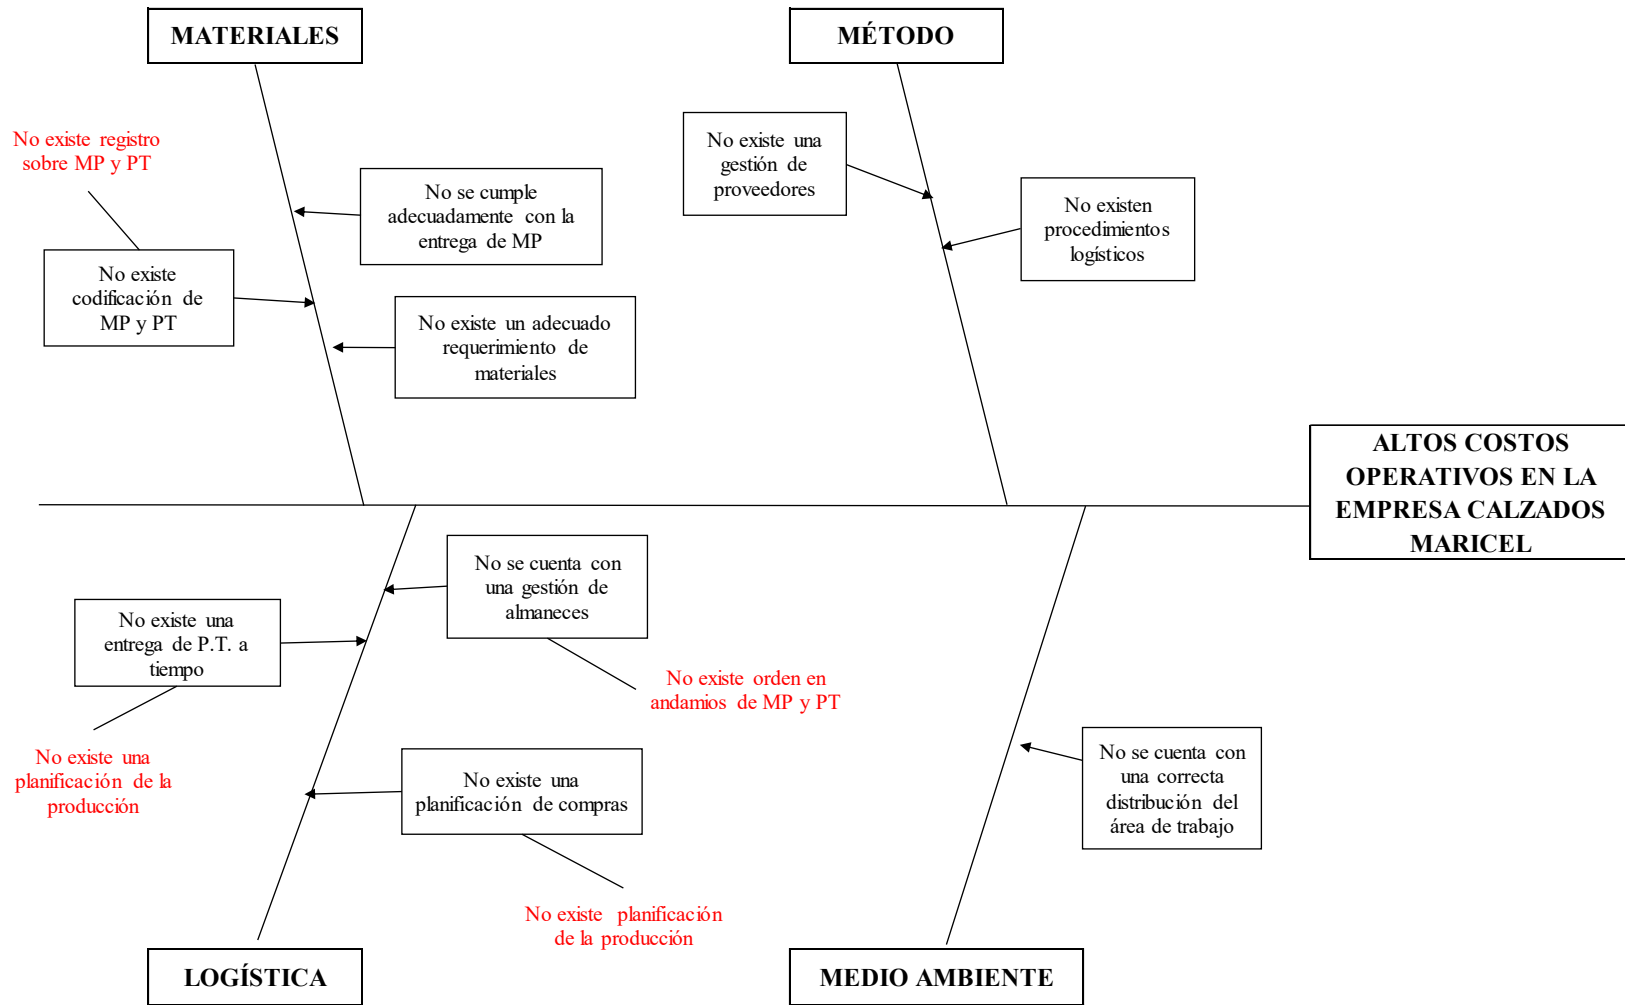 MATERIALES
MÉTODO
No existe registro
sobre MP y PT
No se cumple
adecuadamente con la
entrega de MP
No existe
codificación de
MP y PT
No existe un adecuado
requerimiento de
materiales
No existe una
gestión de
proveedores
No existen
procedimientos
logísticos
ALTOS COSTOS
OPERATIVOS EN LA
EMPRESA CALZADOS
MARICEL
No se cuenta con
una gestión de
almaneces
No existe una
entrega de P.T. a
tiempo
No existe orden en
andamios de MP y PT
No existe una
planificación de la
producción
No existe una
planificación de compras
No existe planificación
de la producción
No se cuenta con
una correcta
distribución del
área de trabajo
LOGÍSTICA
MEDIO AMBIENTE